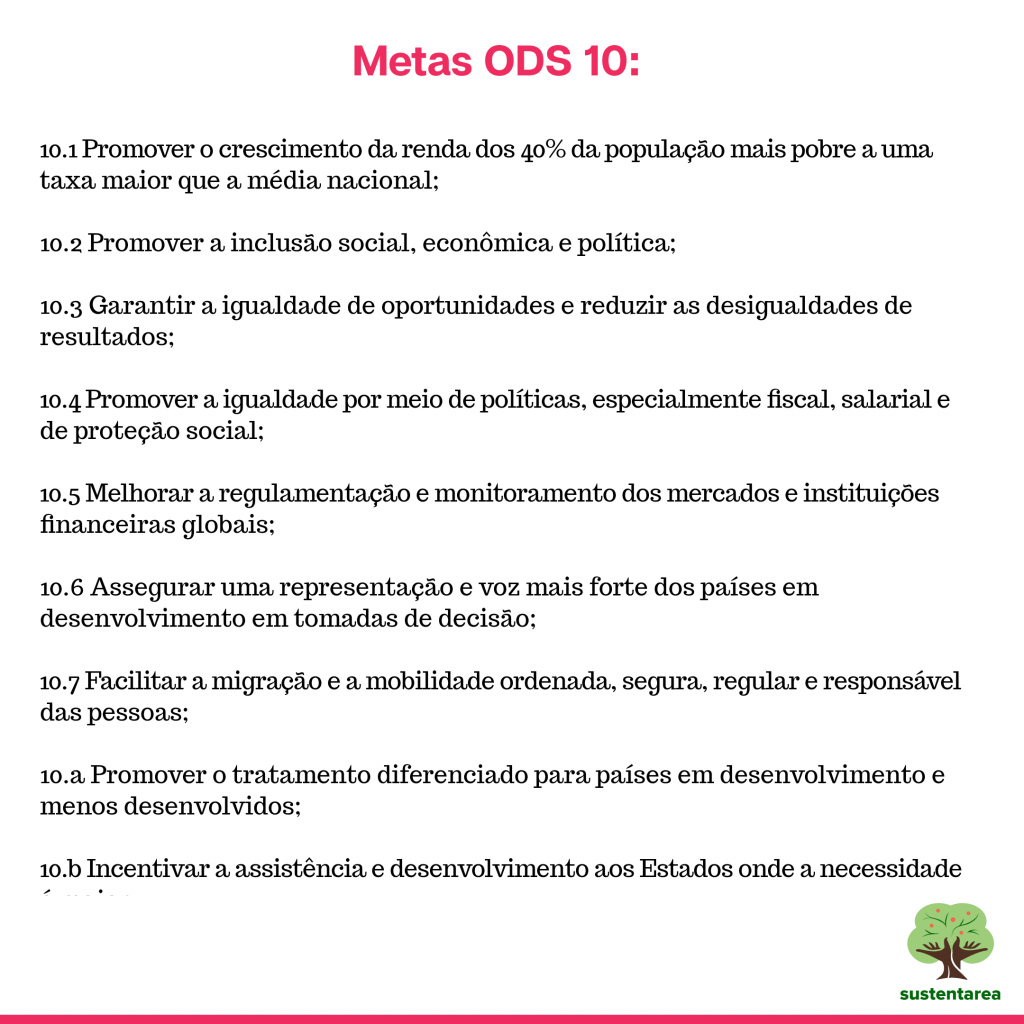 Metas ODS 10:
10.1 Promover o crescimento da renda dos 40% da população mais pobre a uma
taxa maior que a média nacional;
10.2 Promover a inclusão social, econômica e política;
10.3 Garantir a igualdade de oportunidades e reduzir as desigualdades de
resultados;
10.4 Promover a igualdade por meio de políticas, especialmente fiscal, salarial e
de proteção social;
10.5 Melhorar a regulamentação e monitoramento dos mercados e instituições
financeiras globais;
10.6 Assegurar uma representação e voz mais forte dos países em
desenvolvimento em tomadas de decisão;
10.7 Facilitar a migração e a mobilidade ordenada, segura, regular e responsável
das pessoas;
10.a Promover o tratamento diferenciado para países em desenvolvimento e
menos desenvolvidos;
10.b Incentivar a assistência e desenvolvimento aos Estados onde a necessidade
sustentarea